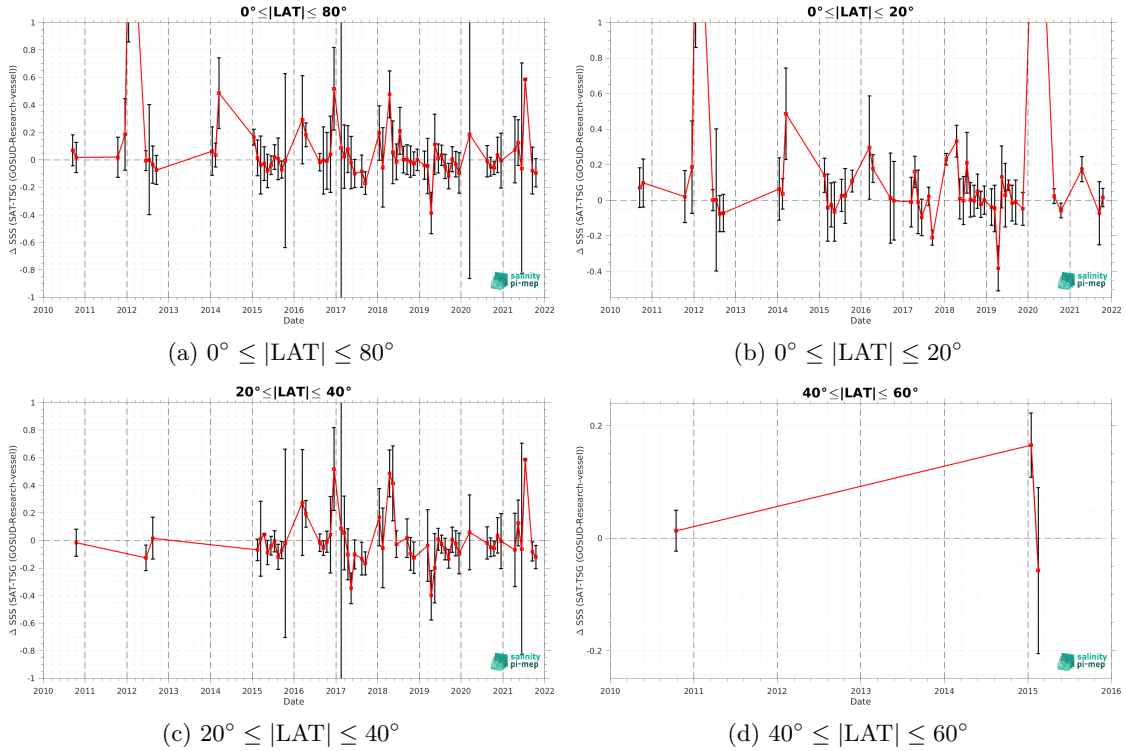 0°≤|LAT|≤ 80°
Δ SSS (SAT-TSG (GOSUD-Research-vessel))
1
0.8
0.6
0.4
0.2
0
-0.2
-0.4
-0.6
-0.8
-1
2010 2011 2012 2013 2014 2015 2016 2017 2018 2019 2020 2021 2022
Date
salinity
pi-mep
(a) 0° ≤ |LAT| ≤ 80°
0°≤|LAT|≤ 20°
Δ SSS (SAT-TSG (GOSUD-Research-vessel))
1
0.8
0.6
0.4
0.2
0
-0.2
-0.4
2010 2011 2012 2013 2014 2015 2016 2017 2018 2019 2020 2021 2022
Date
salinity
pi-mep
(b) 0° ≤ |LAT| ≤ 20°
20°≤|LAT|≤ 40°
Δ SSS (SAT-TSG (GOSUD-Research-vessel))
1
0.8
0.6
0.4
0.2
0
-0.2
-0.4
-0.6
-0.8
-1
2010 2011 2012 2013 2014 2015 2016 2017 2018 2019 2020 2021 2022
Date
salinity
pi-mep
(c) 20° ≤ |LAT| ≤ 40°
40°≤|LAT|≤ 60°
Δ SSS (SAT-TSG (GOSUD-Research-vessel))
0.2
0.1
0
-0.1
-0.2
2010 2011 2012 2013 2014 2015 2016
Date
salinity
pi-mep
(d) 40° ≤ |LAT| ≤ 60°